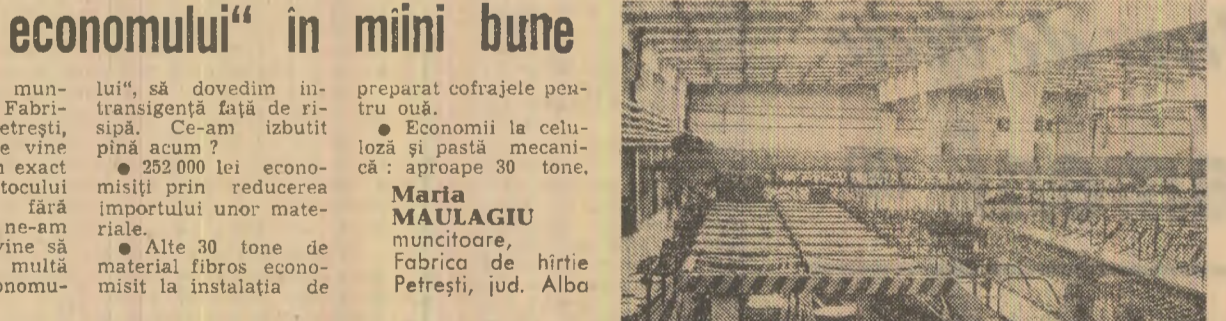 economului“ în mîini bune
mun-
Fabri-
etrești,
e vine
n exact
tocului
fără
ne-am
vine să
multă
onomu-
lui“, să dovedim in-
transigență față de ri-
sipă. Ce-am izbutit
pină acum ?
● 252 000 lei econo-
misiți prin reducerea
importului unor mate-
riale.
● Alte 30 tone de
material fibros econo-
misit la instalația de
preparat cofrajele pen-
tru ouă.
● Economii la celu-
loză și pastă mecani-
că : aproape 30 tone.
Maria
MAULAGIU
muncitoare,
Fabrica de hîrtie
Petrești, jud. Alba